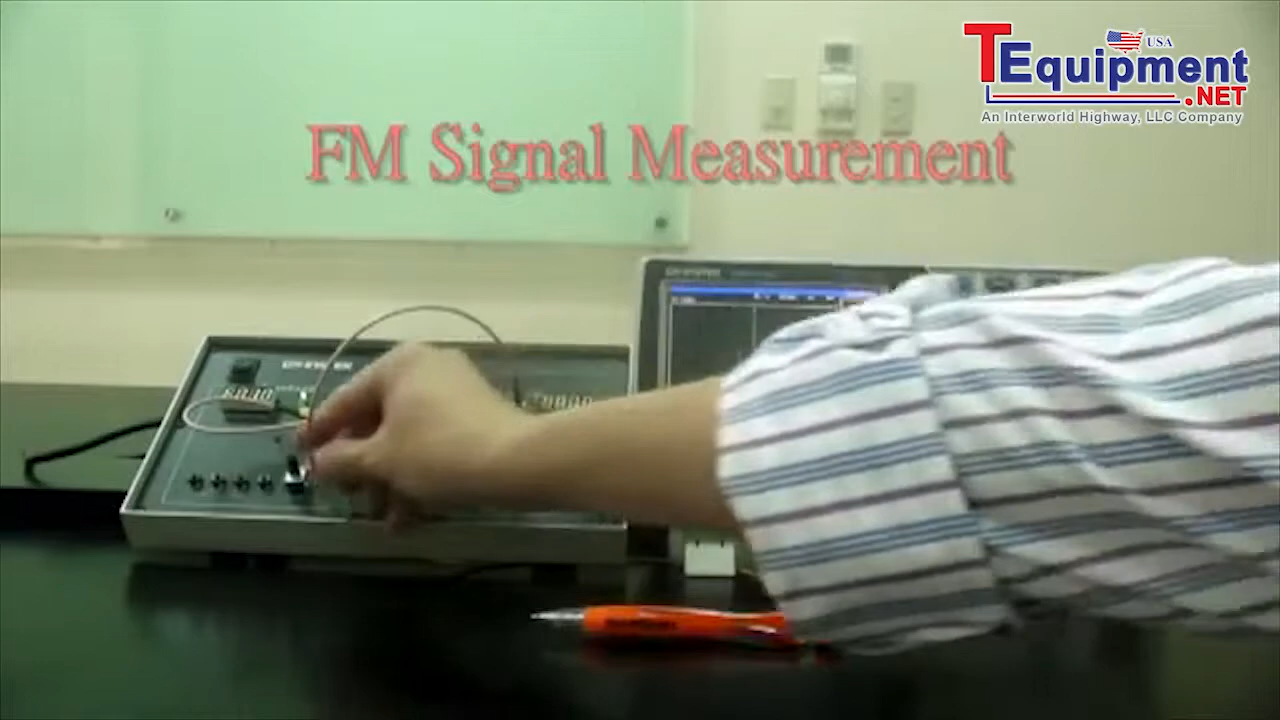 TEquipment
USA
.NET
An Interworld Highway, LLC Company
FM Signal Measurement